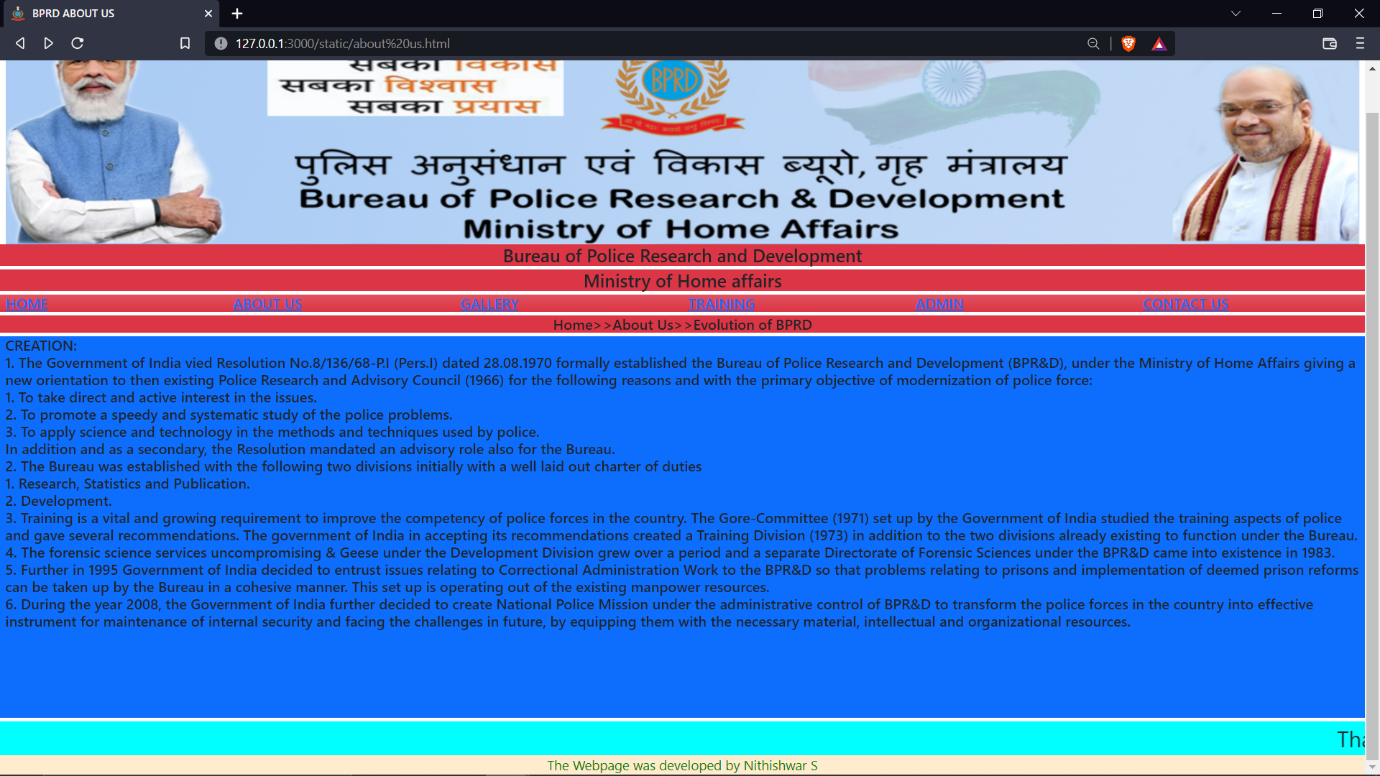 BPRD ABOUT US
127.0.0.1:3000/static/about%20us.html
सबका विकास
सबका विश्वास
सबका प्रयास
BPRD
पुलिस अनुसंधान एवं विकास ब्यूरो, गृह मंत्रालय
Bureau of Police Research & Development
Ministry of Home Affairs
Bureau of Police Research and Development
Ministry of Home affairs
HOME ABOUT US GALLERY TRAINING ADMIN CONTACT US
Home>>About Us>>Evolution of BPRD
CREATION:
1. The Government of India vied Resolution No.8/136/68-P.I (Pers.I) dated 28.08.1970 formally established the Bureau of Police Research and Development (BPR&D), under the Ministry of Home Affairs giving a
new orientation to then existing Police Research and Advisory Council (1966) for the following reasons and with the primary objective of modernization of police force:
1. To take direct and active interest in the issues.
2. To promote a speedy and systematic study of the police problems.
3. To apply science and technology in the methods and techniques used by police.
In addition and as a secondary, the Resolution mandated an advisory role also for the Bureau.
2. The Bureau was established with the following two divisions initially with a well laid out charter of duties
1. Research, Statistics and Publication.
2. Development.
3. Training is a vital and growing requirement to improve the competency of police forces in the country. The Gore-Committee (1971) set up by the Government of India studied the training aspects of police
and gave several recommendations. The government of India in accepting its recommendations created a Training Division (1973) in addition to the two divisions already existing to function under the Bureau.
4. The forensic science services uncompromising & Geese under the Development Division grew over a period and a separate Directorate of Forensic Sciences under the BPR&D came into existence in 1983.
5. Further in 1995 Government of India decided to entrust issues relating to Correctional Administration Work to the BPR&D so that problems relating to prisons and implementation of deemed prison reforms
can be taken up by the Bureau in a cohesive manner. This set up is operating out of the existing manpower resources.
6. During the year 2008, the Government of India further decided to create National Police Mission under the administrative control of BPR&D to transform the police forces in the country into effective
instrument for maintenance of internal security and facing the challenges in future, by equipping them with the necessary material, intellectual and organizational resources.
The Webpage was developed by Nithishwar S